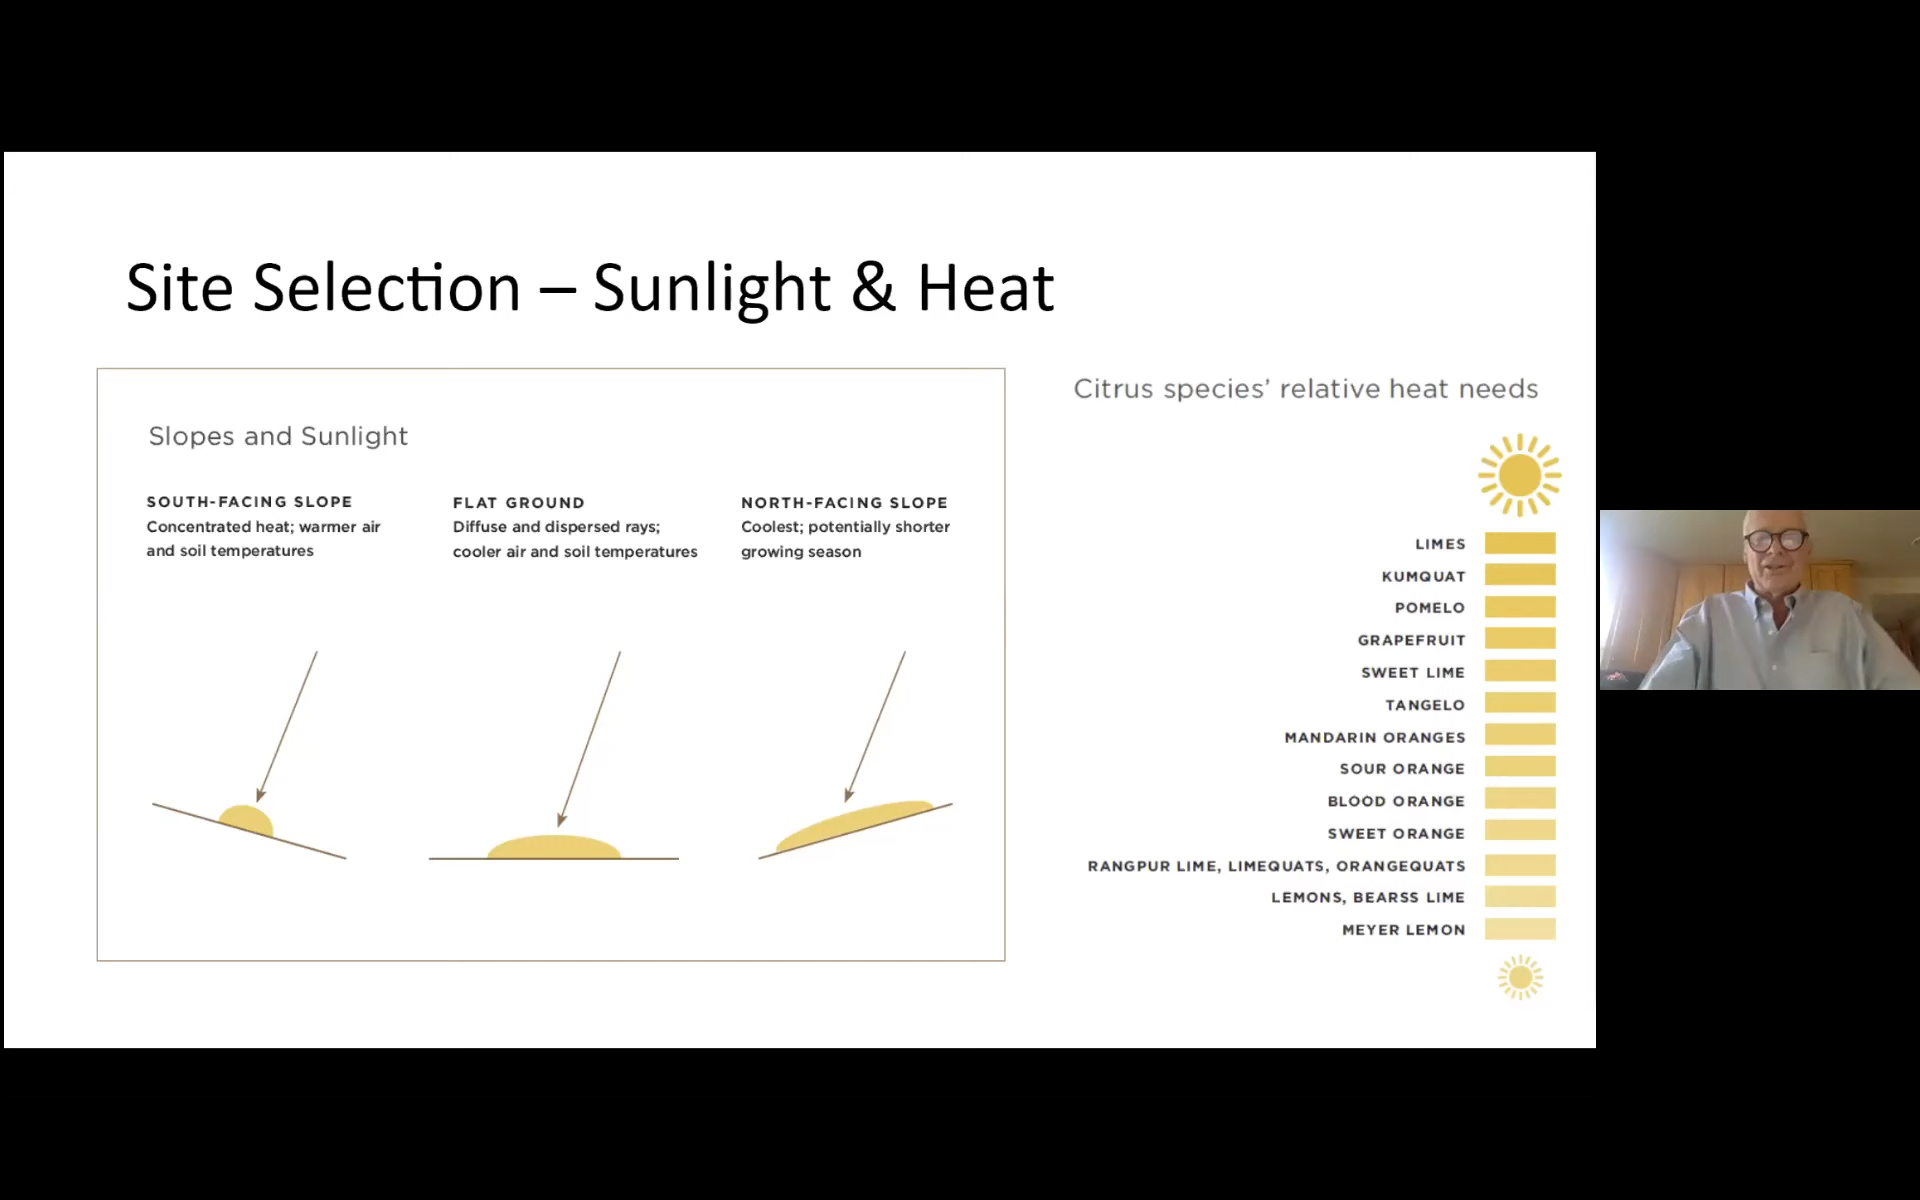 Site Selection – Sunlight & Heat
Slopes and Sunlight
SOUTH-FACING SLOPE
Concentrated heat; warmer air
and soil temperatures
FLAT GROUND
Diffuse and dispersed rays;
cooler air and soil temperatures
NORTH-FACING SLOPE
Coolest; potentially shorter
growing season
Citrus species’ relative heat needs
LIMES
KUMQUAT
POMELO
GRAPEFRUIT
SWEET LIME
TANGELO
MANDARIN ORANGES
SOUR ORANGE
BLOOD ORANGE
SWEET ORANGE
RANGPUR LIME, LIMEQUATS, ORANGEQUATS
LEMONS, BEARSS LIME
MEYER LEMON